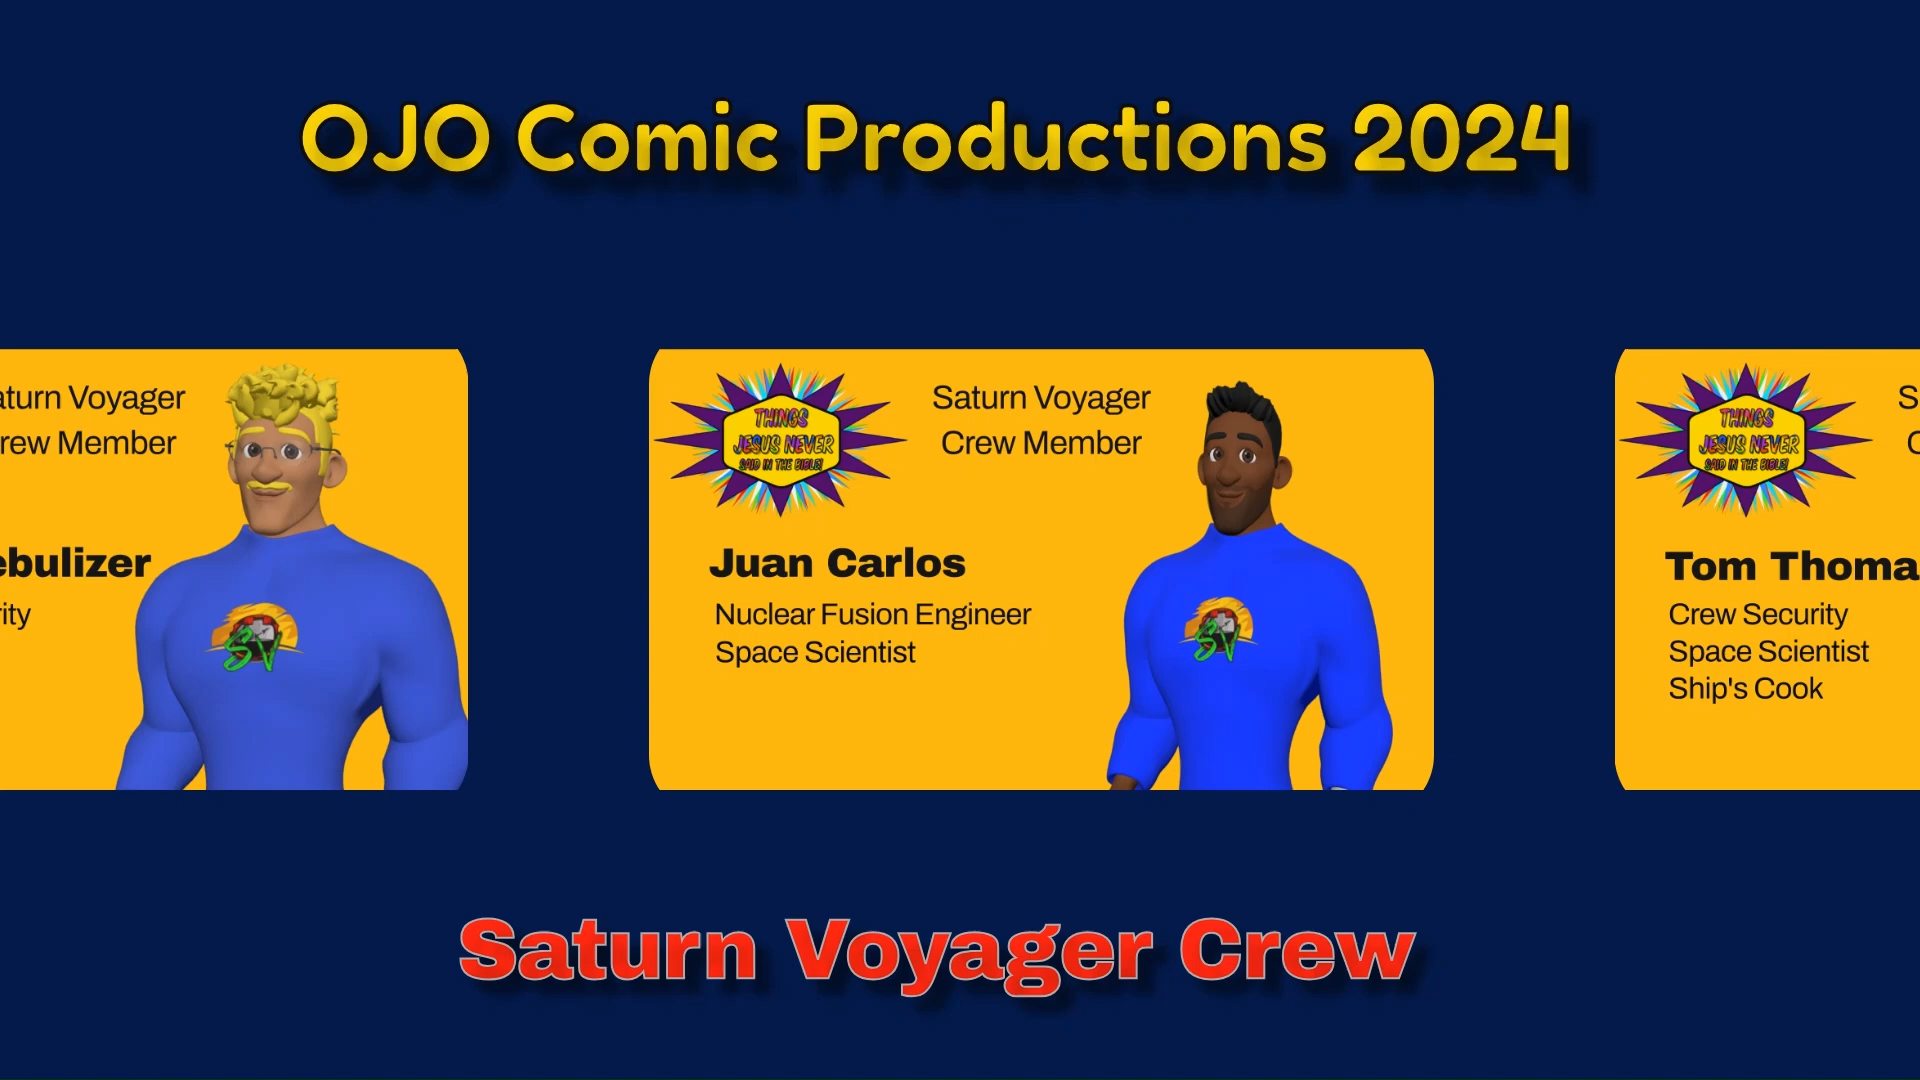 OJO Comic Productions 2024
aturn Voyager
rew Member
ebulizer
rity
SV
THINGS
JESUS NEVER
SAID IN THE BIBLE!
Saturn Voyager
Crew Member
Juan Carlos
Nuclear Fusion Engineer
Space Scientist
SV
THINGS
JESUS NEVER
SAID IN THE BIBLE!
S
C
Tom Thoma
Crew Security
Space Scientist
Ship's Cook
Saturn Voyager Crew